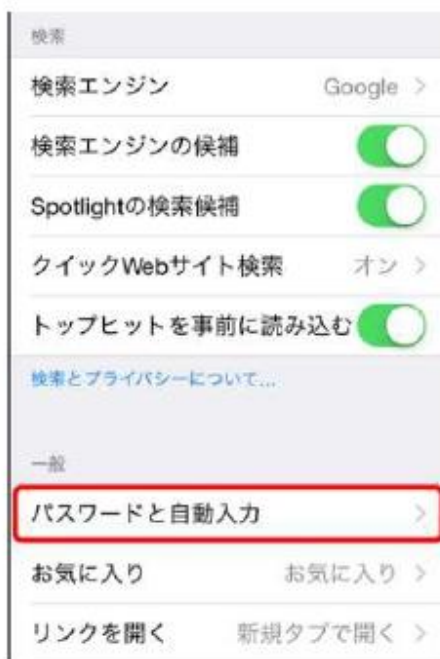 検索
検索エンジン Google >
検索エンジンの候補
Spotlightの検索候補
クイックWebサイト検索 オン >
トップヒットを事前に読み込む
検索とプライバシーについて...
一般
パスワードと自動入力 >
お気に入り お気に入り >
リンクを開く 新規タブで開く >